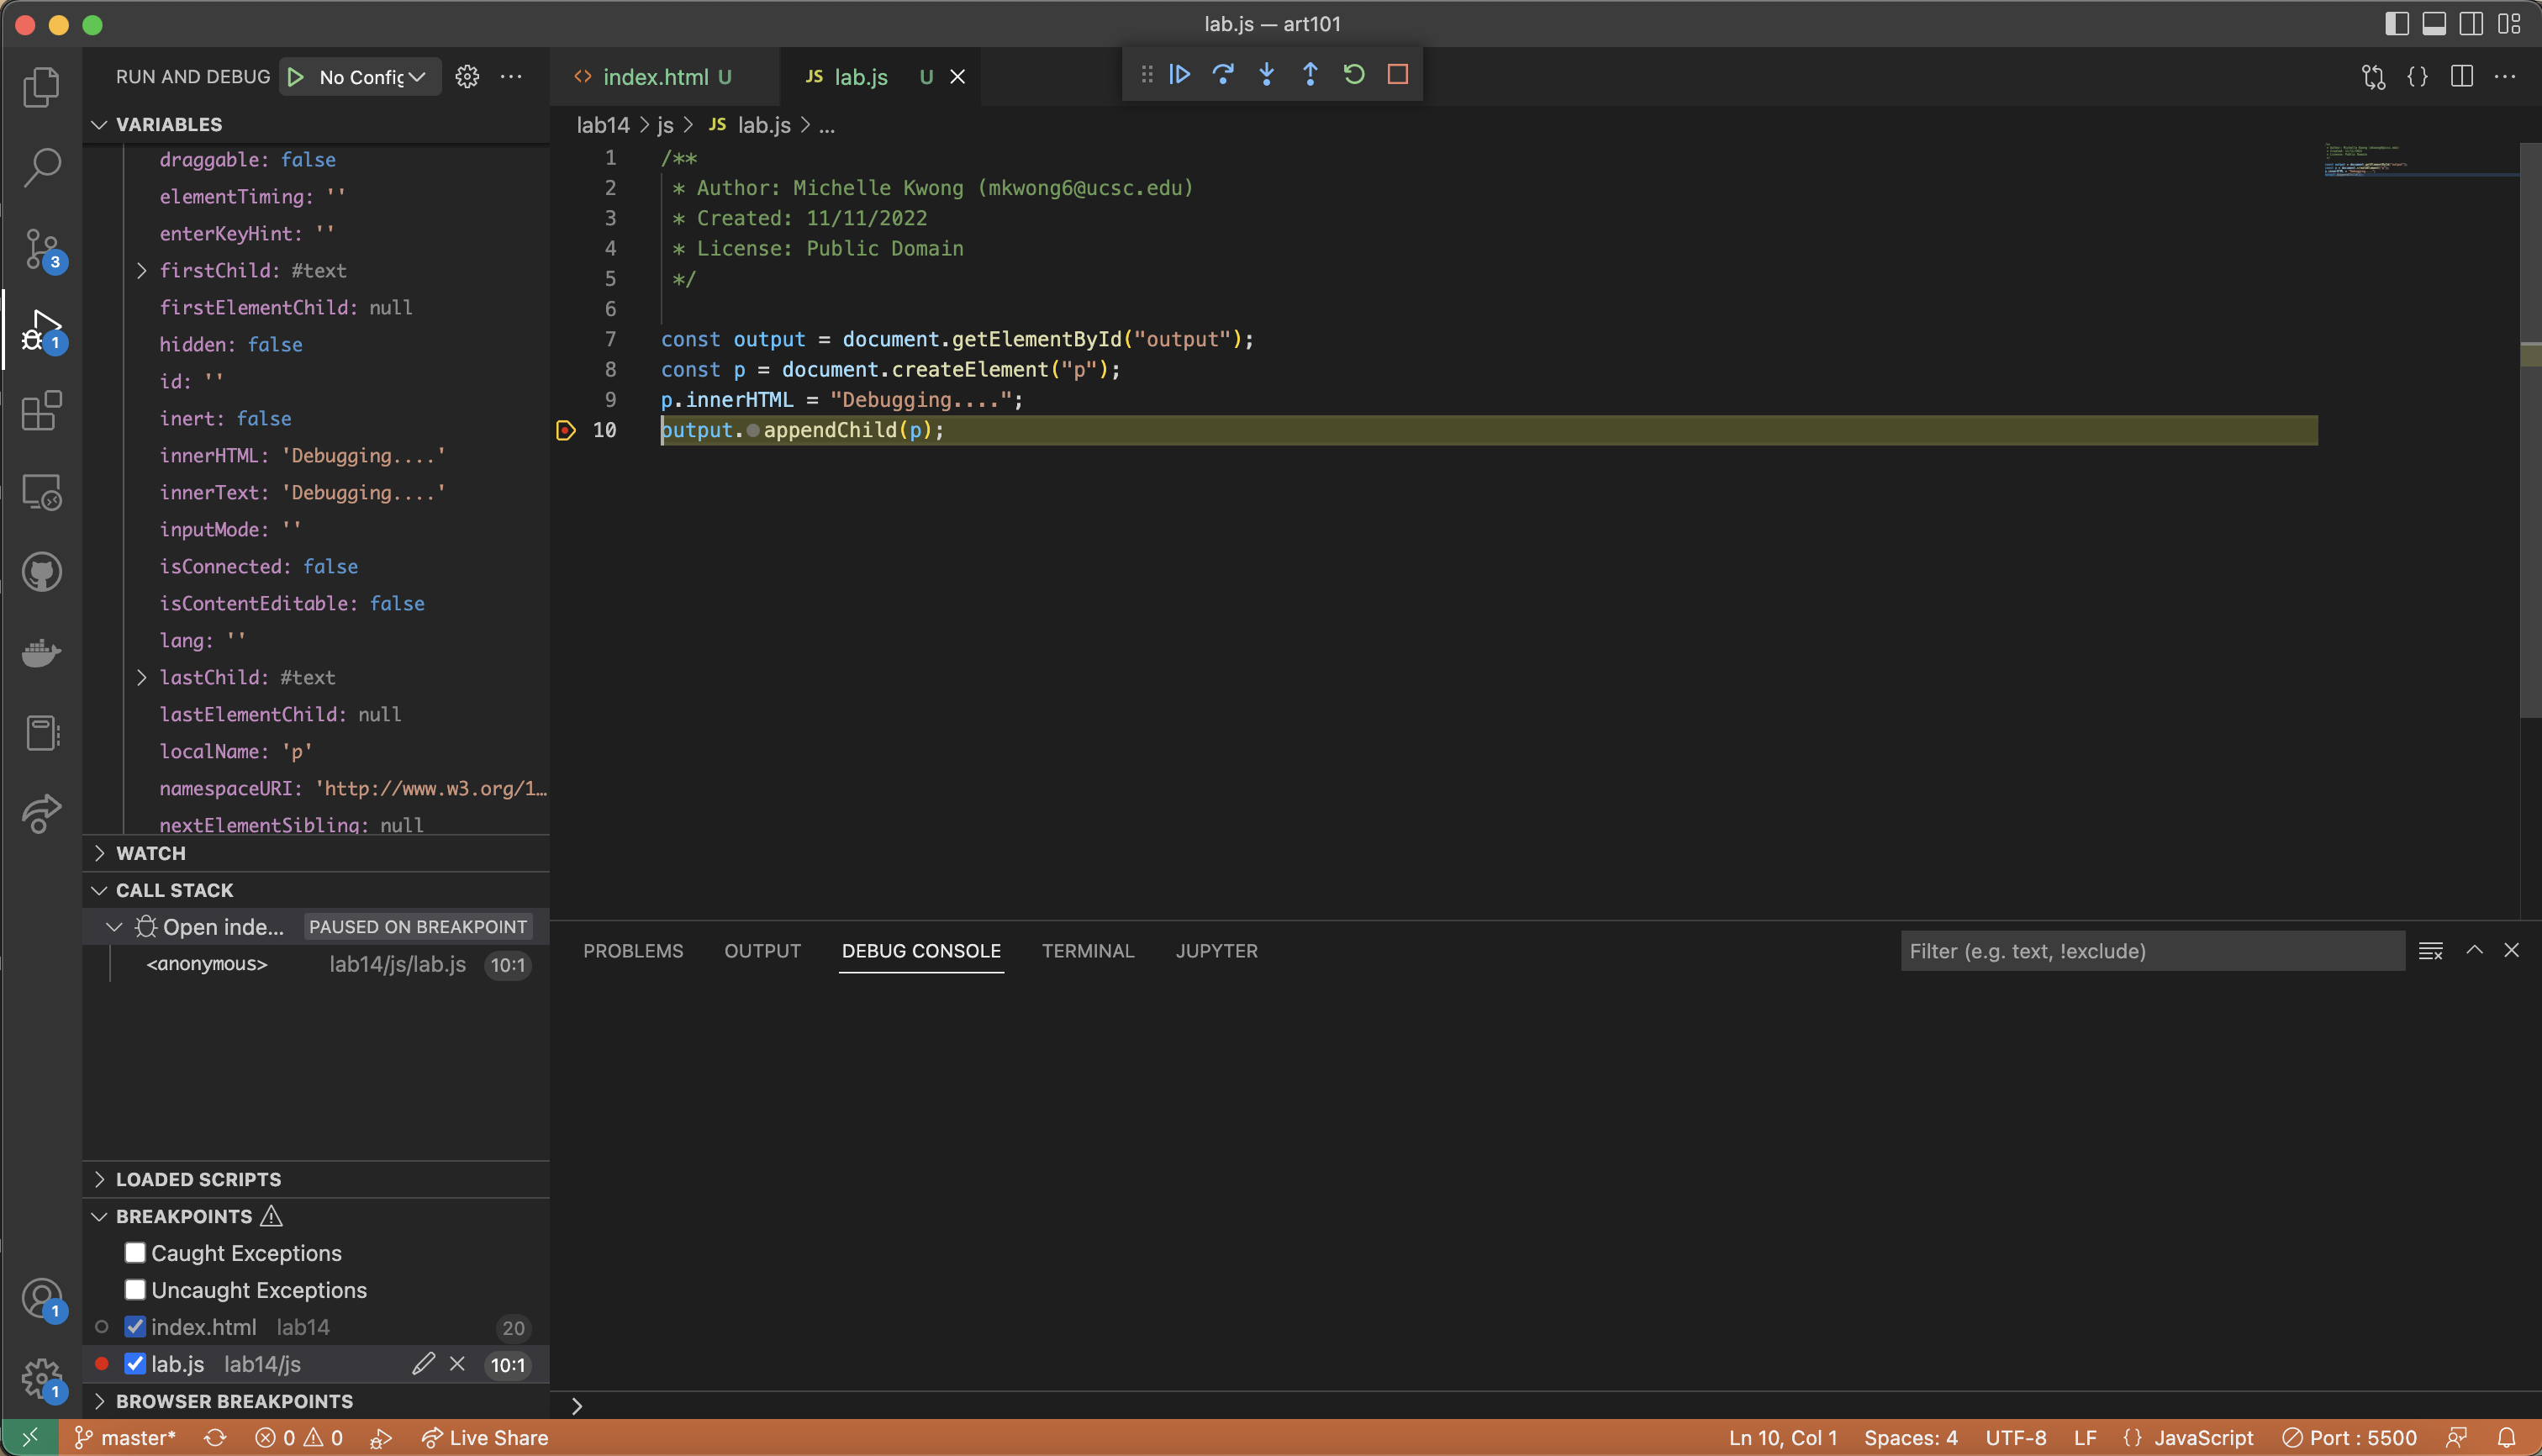 lab.js — art101
RUN AND DEBUG
No Config
index.html U
JS lab.js U
VARIABLES
draggable: false
elementTiming: ''
enterKeyHint: ''
firstChild: #text
firstElementChild: null
hidden: false
id: ''
inert: false
innerHTML: 'Debugging....'
innerText: 'Debugging....'
inputMode: ''
isConnected: false
isContentEditable: false
lang: ''
lastChild: #text
lastElementChild: null
localName: 'p'
namespaceURI: 'http://www.w3.org/1…
nextElementSibling: null
WATCH
CALL STACK
Open inde... PAUSED ON BREAKPOINT
<anonymous> lab14/js/lab.js 10:1
LOADED SCRIPTS
BREAKPOINTS
Caught Exceptions
Uncaught Exceptions
index.html lab14 20
lab.js lab14/js 10:1
BROWSER BREAKPOINTS
3
1
1
1
lab14 > js > JS lab.js > ...
1 /**
2 * Author: Michelle Kwong (mkwong6@ucsc.edu)
3 * Created: 11/11/2022
4 * License: Public Domain
5 */
6
7 const output = document.getElementById("output");
8 const p = document.createElement("p");
9 p.innerHTML = "Debugging....";
10 output.appendChild(p);
PROBLEMS OUTPUT DEBUG CONSOLE TERMINAL JUPYTER
Filter (e.g. text, !exclude)
master* 0 0 Live Share
Ln 10, Col 1 Spaces: 4 UTF-8 LF {} JavaScript Port : 5500